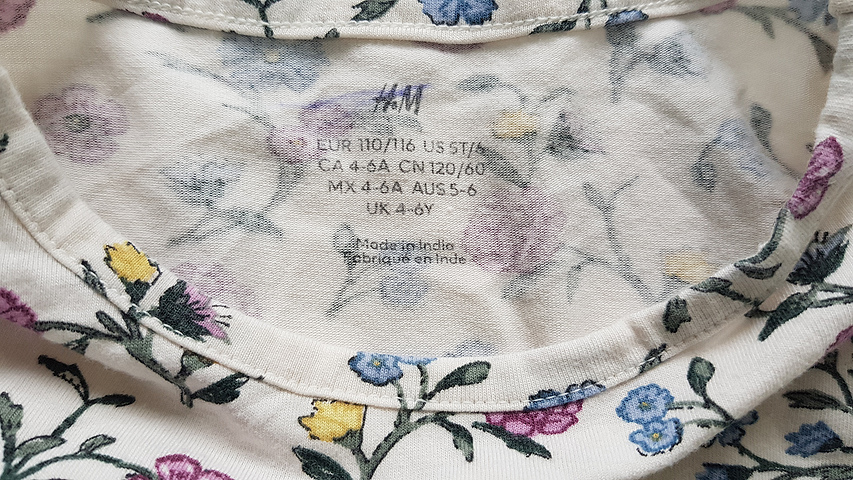 H&M
EUR 110/116 US 5T/6
CA 4-6A CN 120/60
MX 4-6A AUS 5-6
UK 4-6Y
Made in India
Fabriqué en Inde